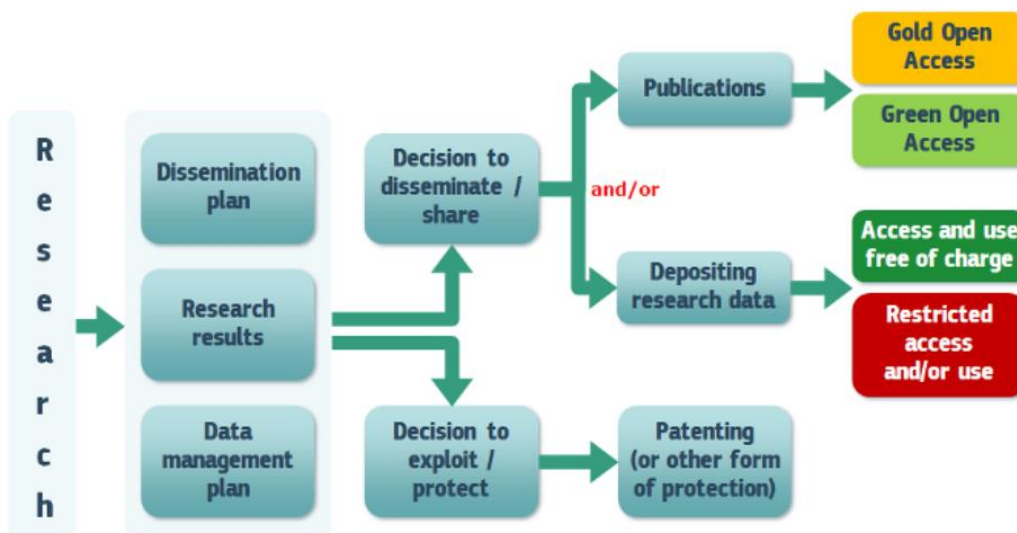 Research
Dissemination
plan
Research
results
Data
management
plan
Decision to
disseminate /
share
Decision to
exploit /
protect
and/or
Publications
Depositing
research data
Patenting
(or other form
of protection)
Gold Open
Access
Green Open
Access
Access and use
free of charge
Restricted
access
and/or use